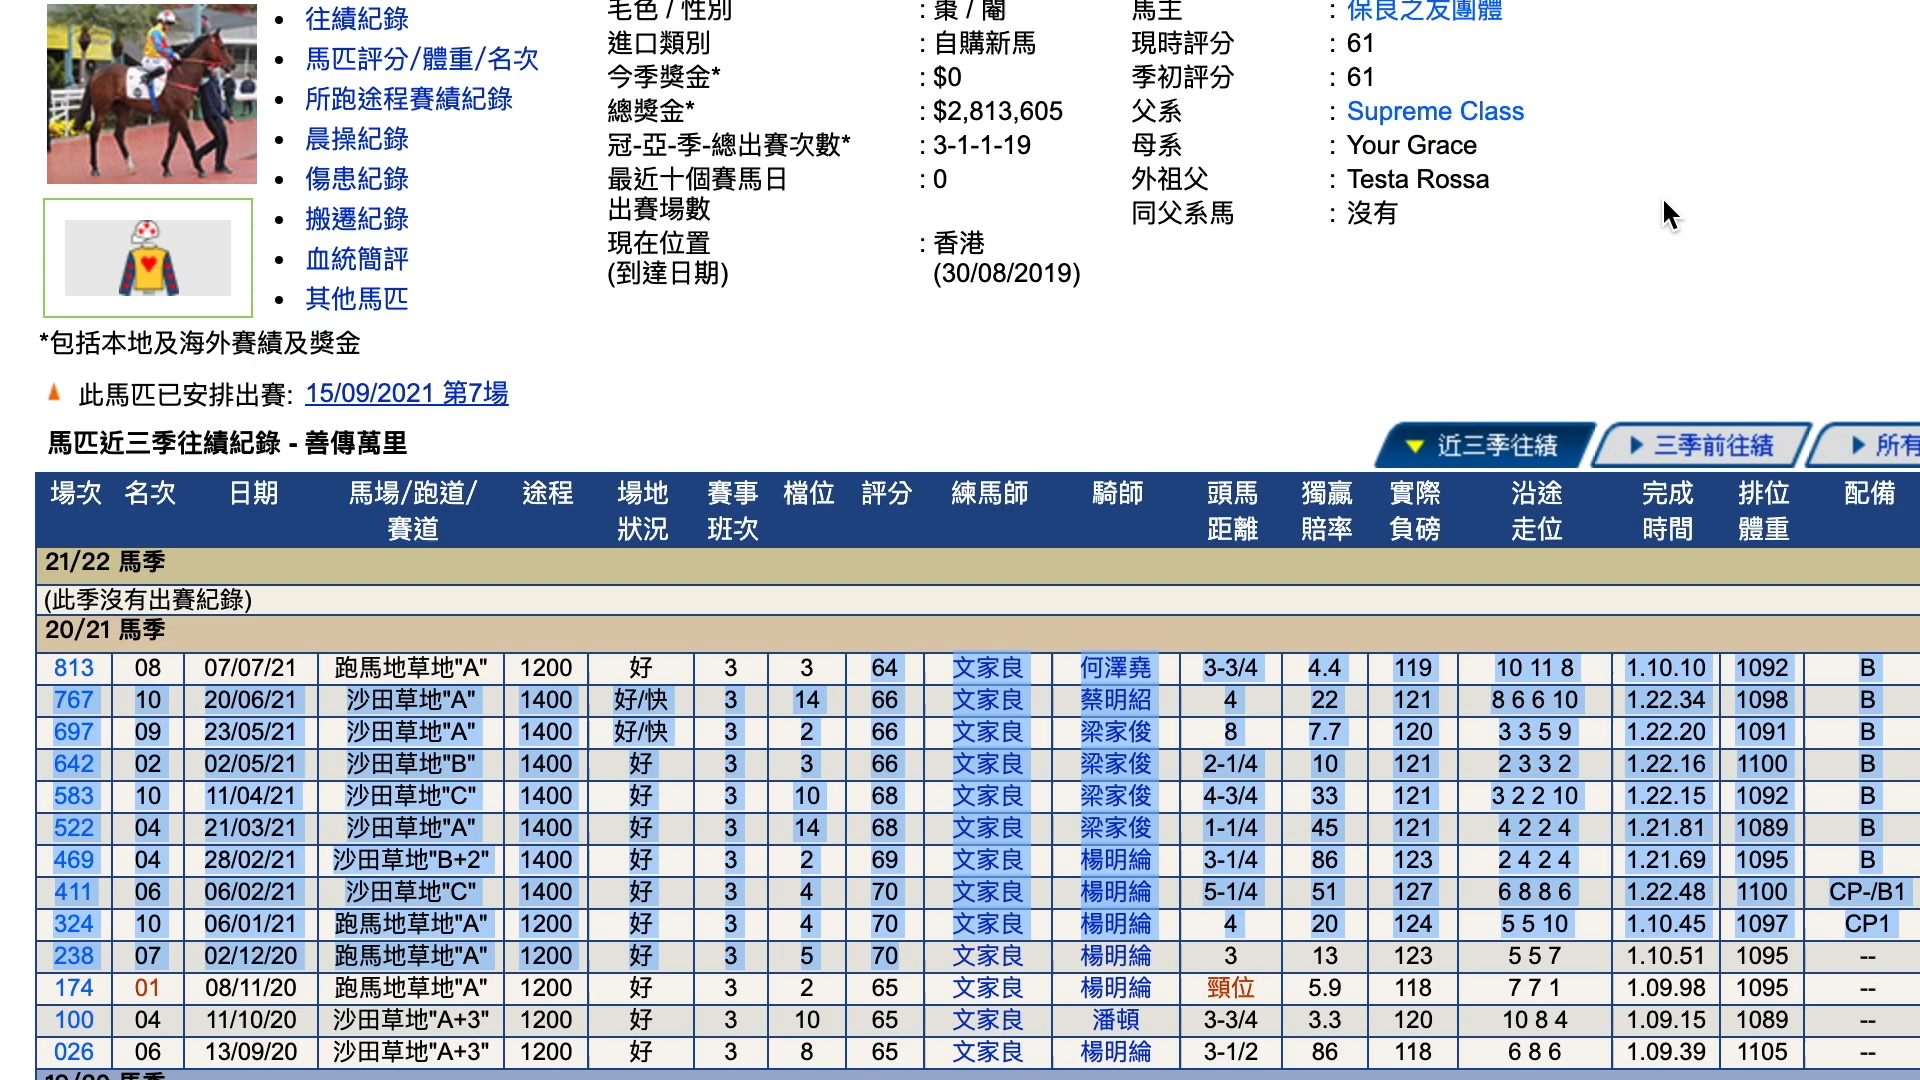 往績紀錄
馬匹評分/體重/名次
所跑途程賽績紀錄
晨操紀錄
傷患紀錄
搬遷紀錄
血統簡評
其他馬匹
毛色 / 性別 : 棗 / 閹
進口類別 : 自購新馬
今季獎金* : $0
總獎金* : $2,813,605
冠-亞-季-總出賽次數* : 3-1-1-19
最近十個賽馬日 : 0
出賽場數
現在位置 : 香港
(到達日期) (30/08/2019)
馬主 : 保良之友團體
現時評分 : 61
季初評分 : 61
父系 : Supreme Class
母系 : Your Grace
外祖父 : Testa Rossa
同父系馬 : 沒有
*包括本地及海外賽績及獎金
此馬匹已安排出賽: 15/09/2021 第7場
馬匹近三季往績紀錄 - 善傳萬里
近三季往績 三季前往績 所有
場次 名次 日期 馬場/跑道/ 途程 場地 賽事 檔位 評分 練馬師 騎師 頭馬 獨贏 實際 沿途 完成 排位 配備
賽道 狀況 班次 距離 賠率 負磅 走位 時間 體重
21/22 馬季
(此季沒有出賽紀錄)
20/21 馬季
813 08 07/07/21 跑馬地草地"A" 1200 好 3 3 64 文家良 何澤堯 3-3/4 4.4 119 10 11 8 1.10.10 1092 B
767 10 20/06/21 沙田草地"A" 1400 好/快 3 14 66 文家良 蔡明紹 4 22 121 8 6 6 10 1.22.34 1098 B
697 09 23/05/21 沙田草地"A" 1400 好/快 3 2 66 文家良 梁家俊 8 7.7 120 3 3 5 9 1.22.20 1091 B
642 02 02/05/21 沙田草地"B" 1400 好 3 3 66 文家良 梁家俊 2-1/4 10 121 2 3 3 2 1.22.16 1100 B
583 10 11/04/21 沙田草地"C" 1400 好 3 10 68 文家良 梁家俊 4-3/4 33 121 3 2 2 10 1.22.15 1092 B
522 04 21/03/21 沙田草地"A" 1400 好 3 14 68 文家良 梁家俊 1-1/4 45 121 4 2 2 4 1.21.81 1089 B
469 04 28/02/21 沙田草地"B+2" 1400 好 3 2 69 文家良 楊明綸 3-1/4 86 123 2 4 2 4 1.21.69 1095 B
411 06 06/02/21 沙田草地"C" 1400 好 3 4 70 文家良 楊明綸 5-1/4 51 127 6 8 8 6 1.22.48 1100 CP-/B1
324 10 06/01/21 跑馬地草地"A" 1200 好 3 4 70 文家良 楊明綸 4 20 124 5 5 10 1.10.45 1097 CP1
238 07 02/12/20 跑馬地草地"A" 1200 好 3 5 70 文家良 楊明綸 3 13 123 5 5 7 1.10.51 1095 --
174 01 08/11/20 跑馬地草地"A" 1200 好 3 2 65 文家良 楊明綸 頸位 5.9 118 7 7 1 1.09.98 1095 --
100 04 11/10/20 沙田草地"A+3" 1200 好 3 10 65 文家良 潘頓 3-3/4 3.3 120 10 8 4 1.09.15 1089 --
026 06 13/09/20 沙田草地"A+3" 1200 好 3 8 65 文家良 楊明綸 3-1/2 86 118 6 8 6 1.09.39 1105 --
19/20 馬季